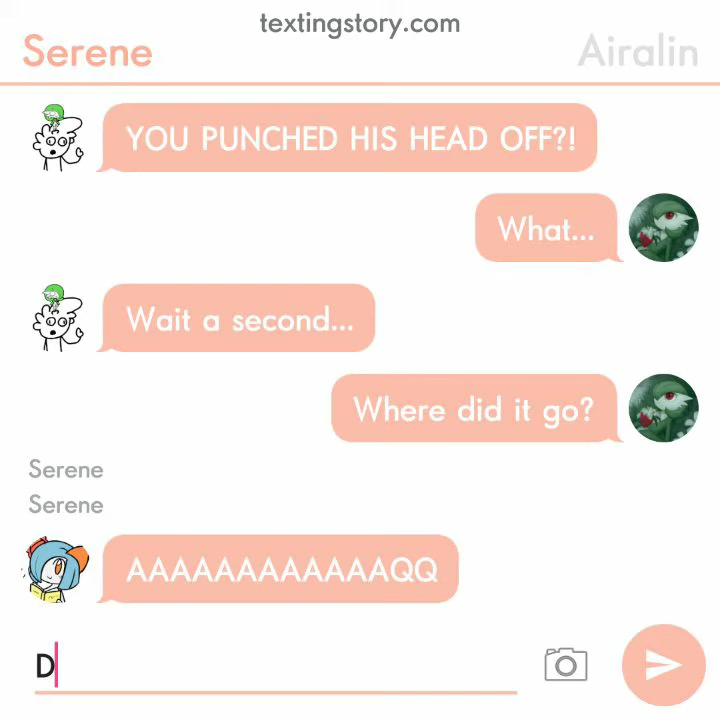 textingstory.com
Serene
Airalin
YOU PUNCHED HIS HEAD OFF?!
What...
Wait a second...
Where did it go?
Serene
Serene
AAAAAAAAAAAAQQ
D